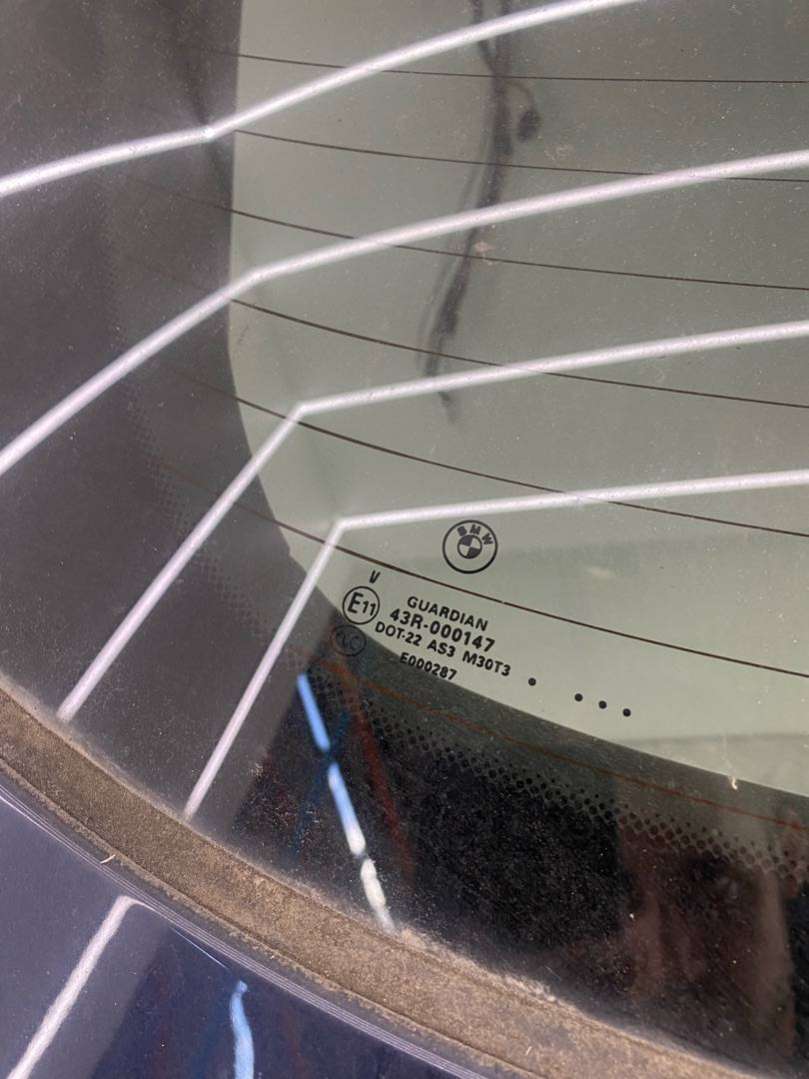 BMW
V
E11
GUARDIAN
43R-000147
DOT-22 AS3 M30T3
E000287